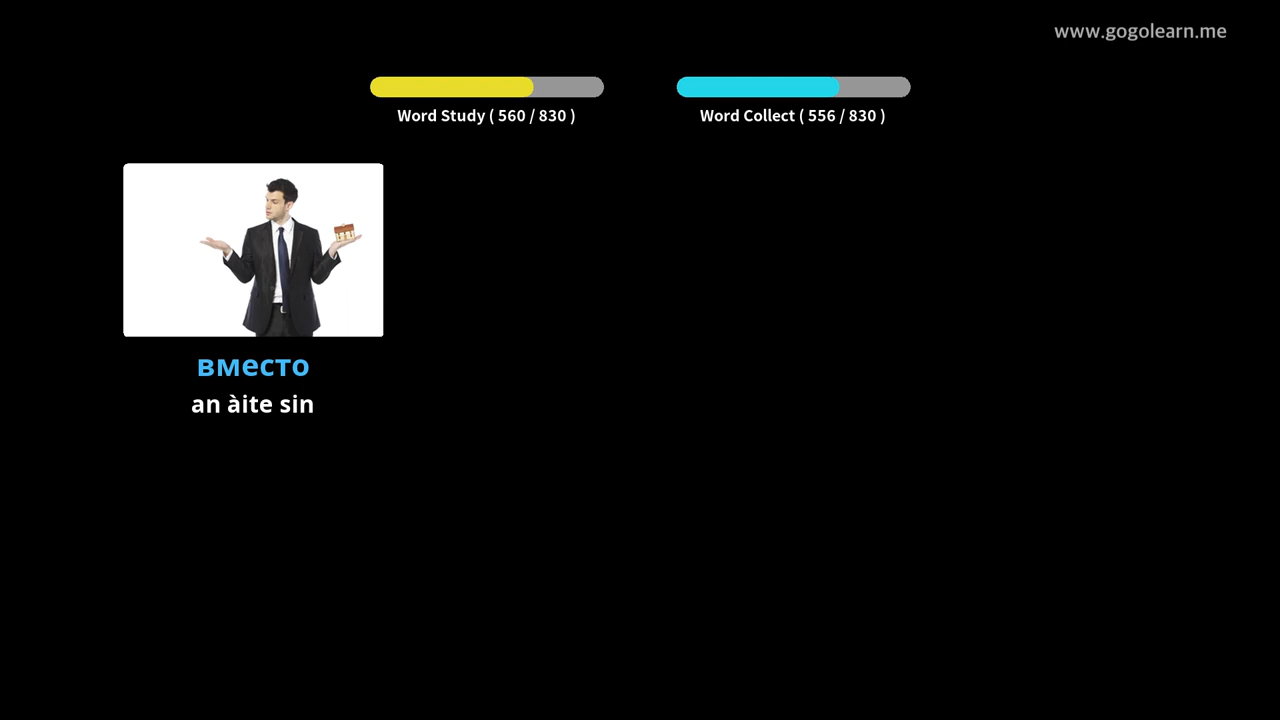 www.gogolearn.me
Word Study ( 560 / 830 )
Word Collect ( 556 / 830 )
вместо
an àite sin